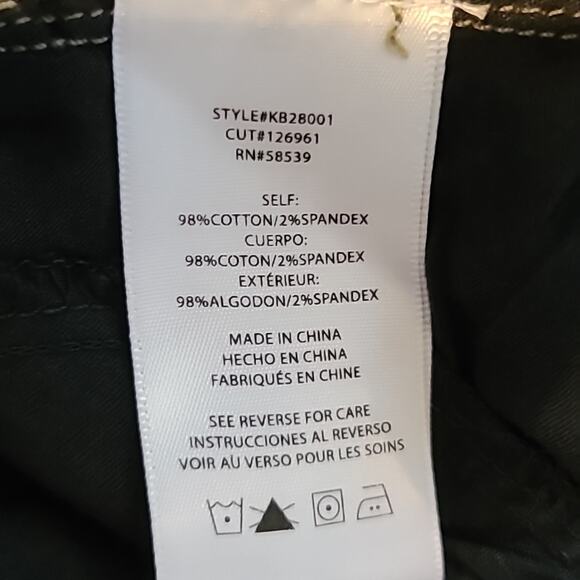 STYLE#KB28001
CUT#126961
RN#58539
SELF:
98%COTTON/2%SPANDEX
CUERPO:
98%COTON/2%SPANDEX
EXTÉRIEUR:
98%ALGODON/2%SPANDEX
MADE IN CHINA
HECHO EN CHINA
FABRIQUÉS EN CHINE
SEE REVERSE FOR CARE
INSTRUCCIONES AL REVERSO
VOIR AU VERSO POUR LES SOINS